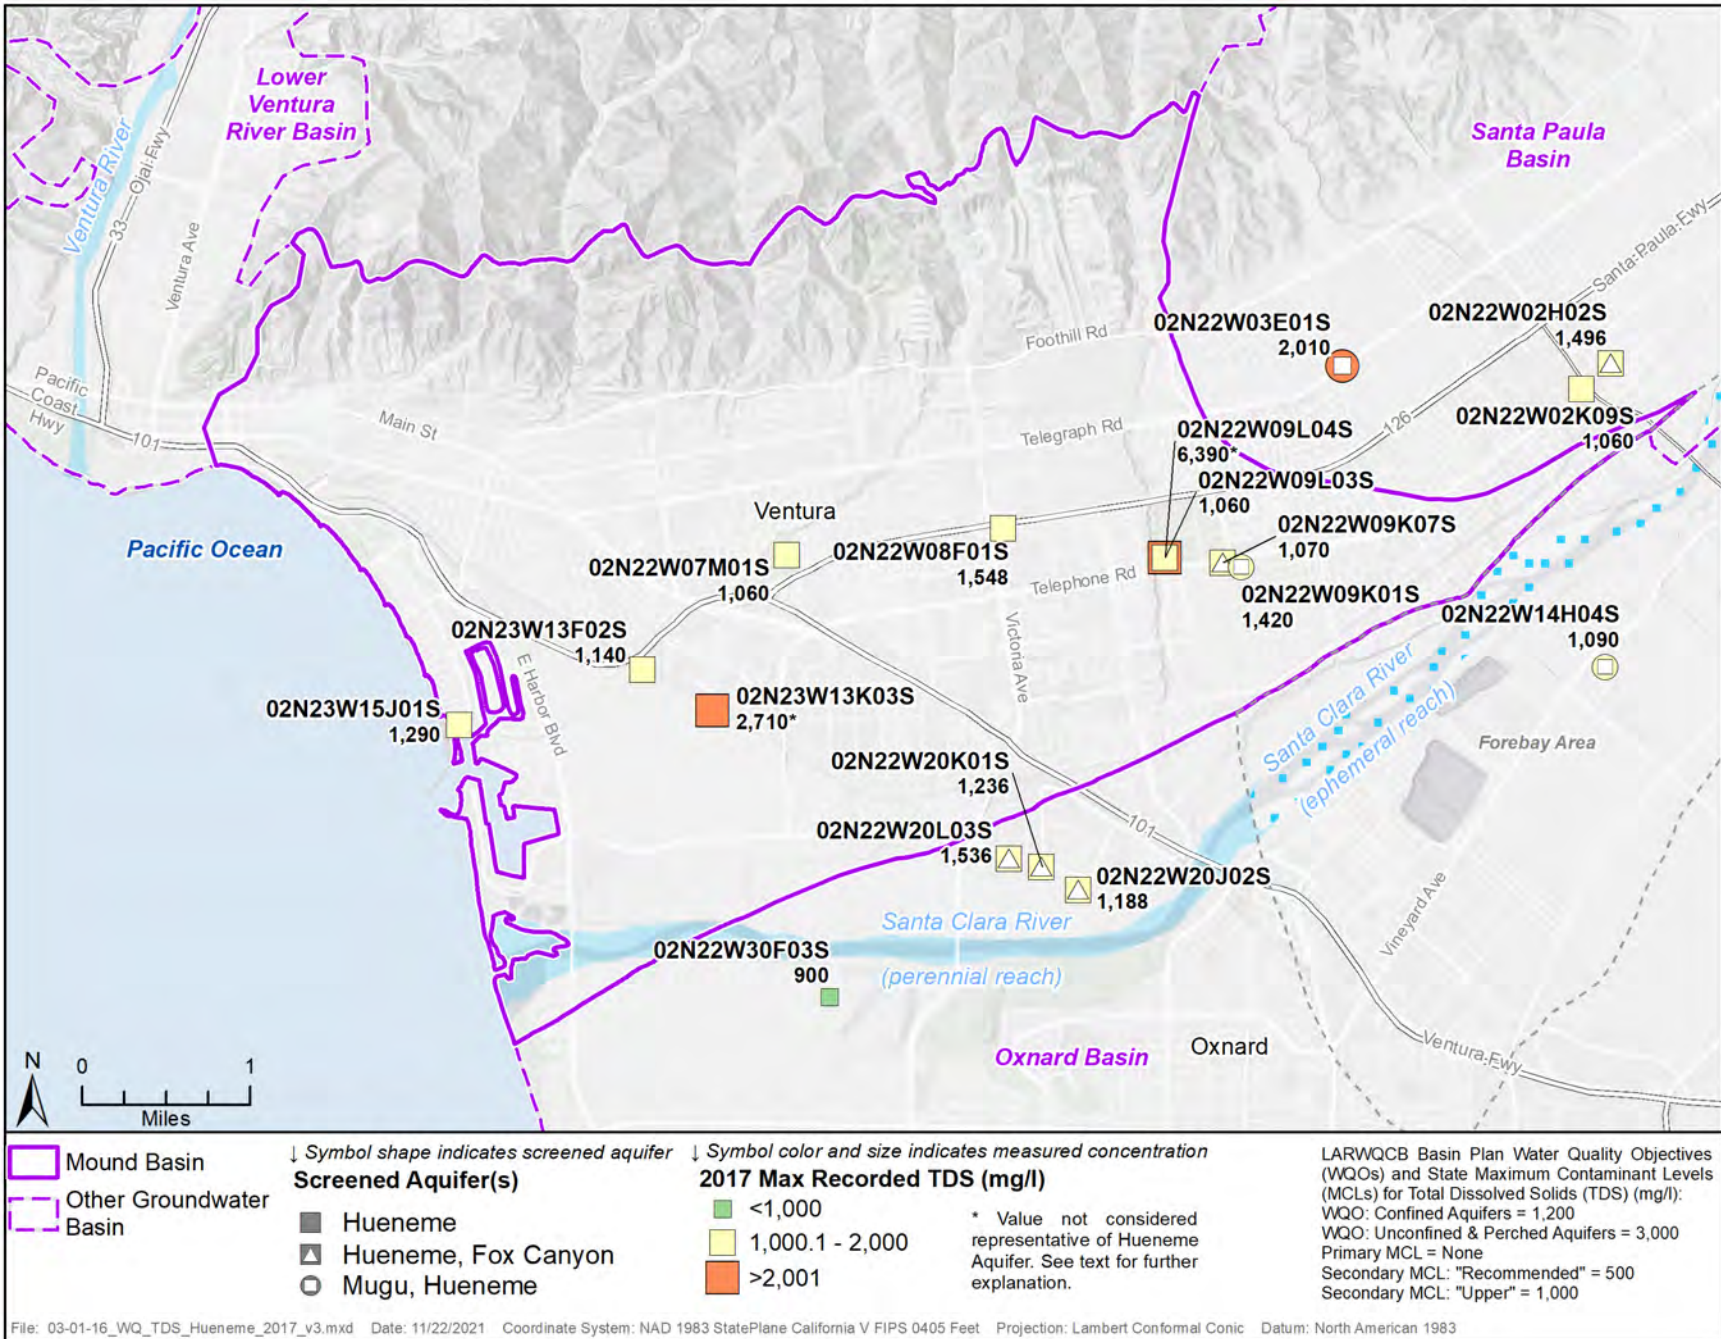 Lower
Ventura
River Basin
Santa Paula
Basin
Ventura River
33
Ojai Fwy
Ventura Ave
Santa Paula Fwy
Foothill Rd
02N22W03E01S
2,010
02N22W02H02S
1,496
Pacific
Coast
Hwy
101
Main St
Telegraph Rd
126
02N22W02K09S
1,060
02N22W09L04S
6,390*
02N22W09L03S
1,060
Ventura
02N22W09K07S
1,070
Pacific Ocean
02N22W07M01S
1,060
02N22W08F01S
1,548
Telephone Rd
02N22W09K01S
1,420
02N22W14H04S
1,090
02N23W13F02S
1,140
Victoria Ave
E Harbor Blvd
02N23W15J01S
1,290
02N23W13K03S
2,710*
Santa Clara River
(ephemeral reach)
Forebay Area
02N22W20K01S
1,236
02N22W20L03S
1,536
101
02N22W20J02S
1,188
Vineyard Ave
Santa Clara River
(perennial reach)
02N22W30F03S
900
Oxnard Basin
Oxnard
Ventura Fwy
N
0 1
Miles
Mound Basin
Other Groundwater
Basin
↓ Symbol shape indicates screened aquifer
Screened Aquifer(s)
Hueneme
Hueneme, Fox Canyon
Mugu, Hueneme
↓ Symbol color and size indicates measured concentration
2017 Max Recorded TDS (mg/l)
<1,000
1,000.1 - 2,000
>2,001
* Value not considered
representative of Hueneme
Aquifer. See text for further
explanation.
LARWQCB Basin Plan Water Quality Objectives
(WQOs) and State Maximum Contaminant Levels
(MCLs) for Total Dissolved Solids (TDS) (mg/l):
WQO: Confined Aquifers = 1,200
WQO: Unconfined & Perched Aquifers = 3,000
Primary MCL = None
Secondary MCL: "Recommended" = 500
Secondary MCL: "Upper" = 1,000
File: 03-01-16_WQ_TDS_Hueneme_2017_v3.mxd Date: 11/22/2021 Coordinate System: NAD 1983 StatePlane California V FIPS 0405 Feet Projection: Lambert Conformal Conic Datum: North American 1983